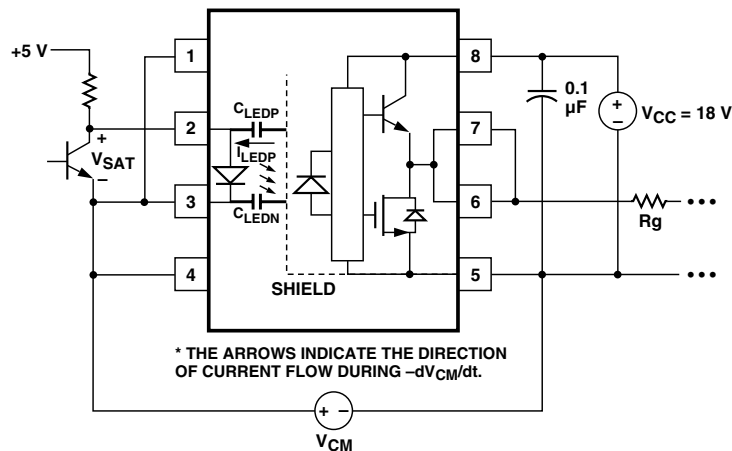 +5 V
1
8
C_LEDP
0.1
µF
+
–
V_CC = 18 V
2
7
+
V_SAT
–
I_LEDP
3
C_LEDN
6
Rg
•••
4
SHIELD
5
•••
* THE ARROWS INDICATE THE DIRECTION
OF CURRENT FLOW DURING –dV_CM/dt.
+ –
V_CM